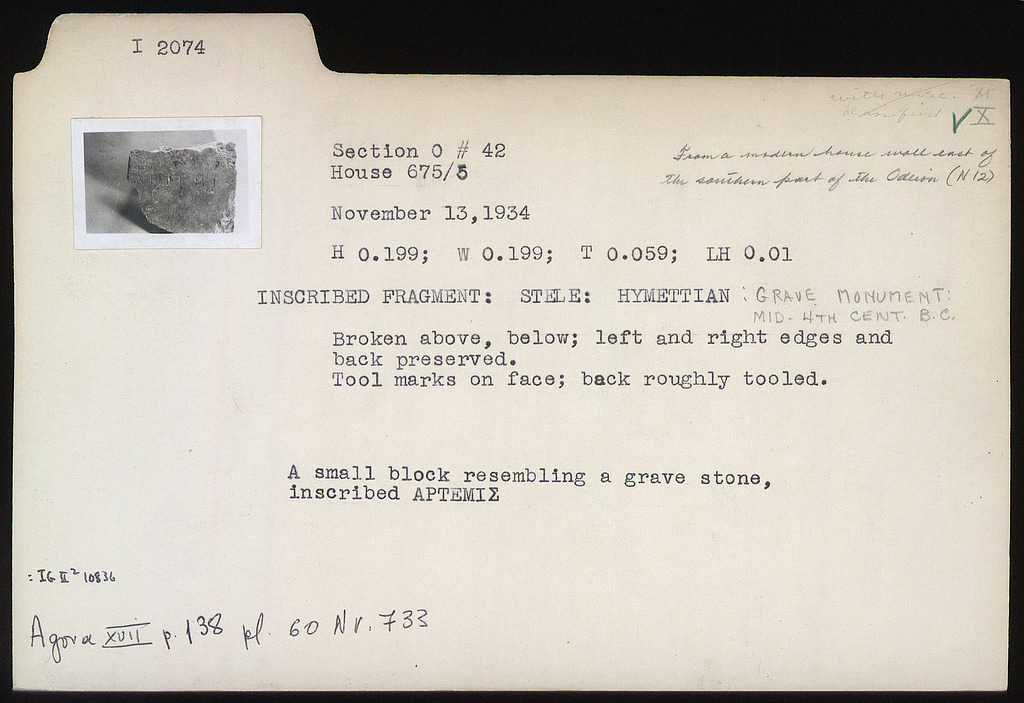 I 2074
with misc.
classified
√ X
Section O # 42
House 675/5
From a modern house wall east of
the southern part of the Odeion (N 12)
November 13,1934
H 0.199; W 0.199; T 0.059; LH 0.01
INSCRIBED FRAGMENT: STELE: HYMETTIAN : GRAVE MONUMENT:
MID- 4TH CENT. B.C.
Broken above, below; left and right edges and
back preserved.
Tool marks on face; back roughly tooled.
A small block resembling a grave stone,
inscribed ΑΡΤΕΜΙΣ
= IG II² 10836
Agora XVII p. 138 pl. 60 Nr. 733